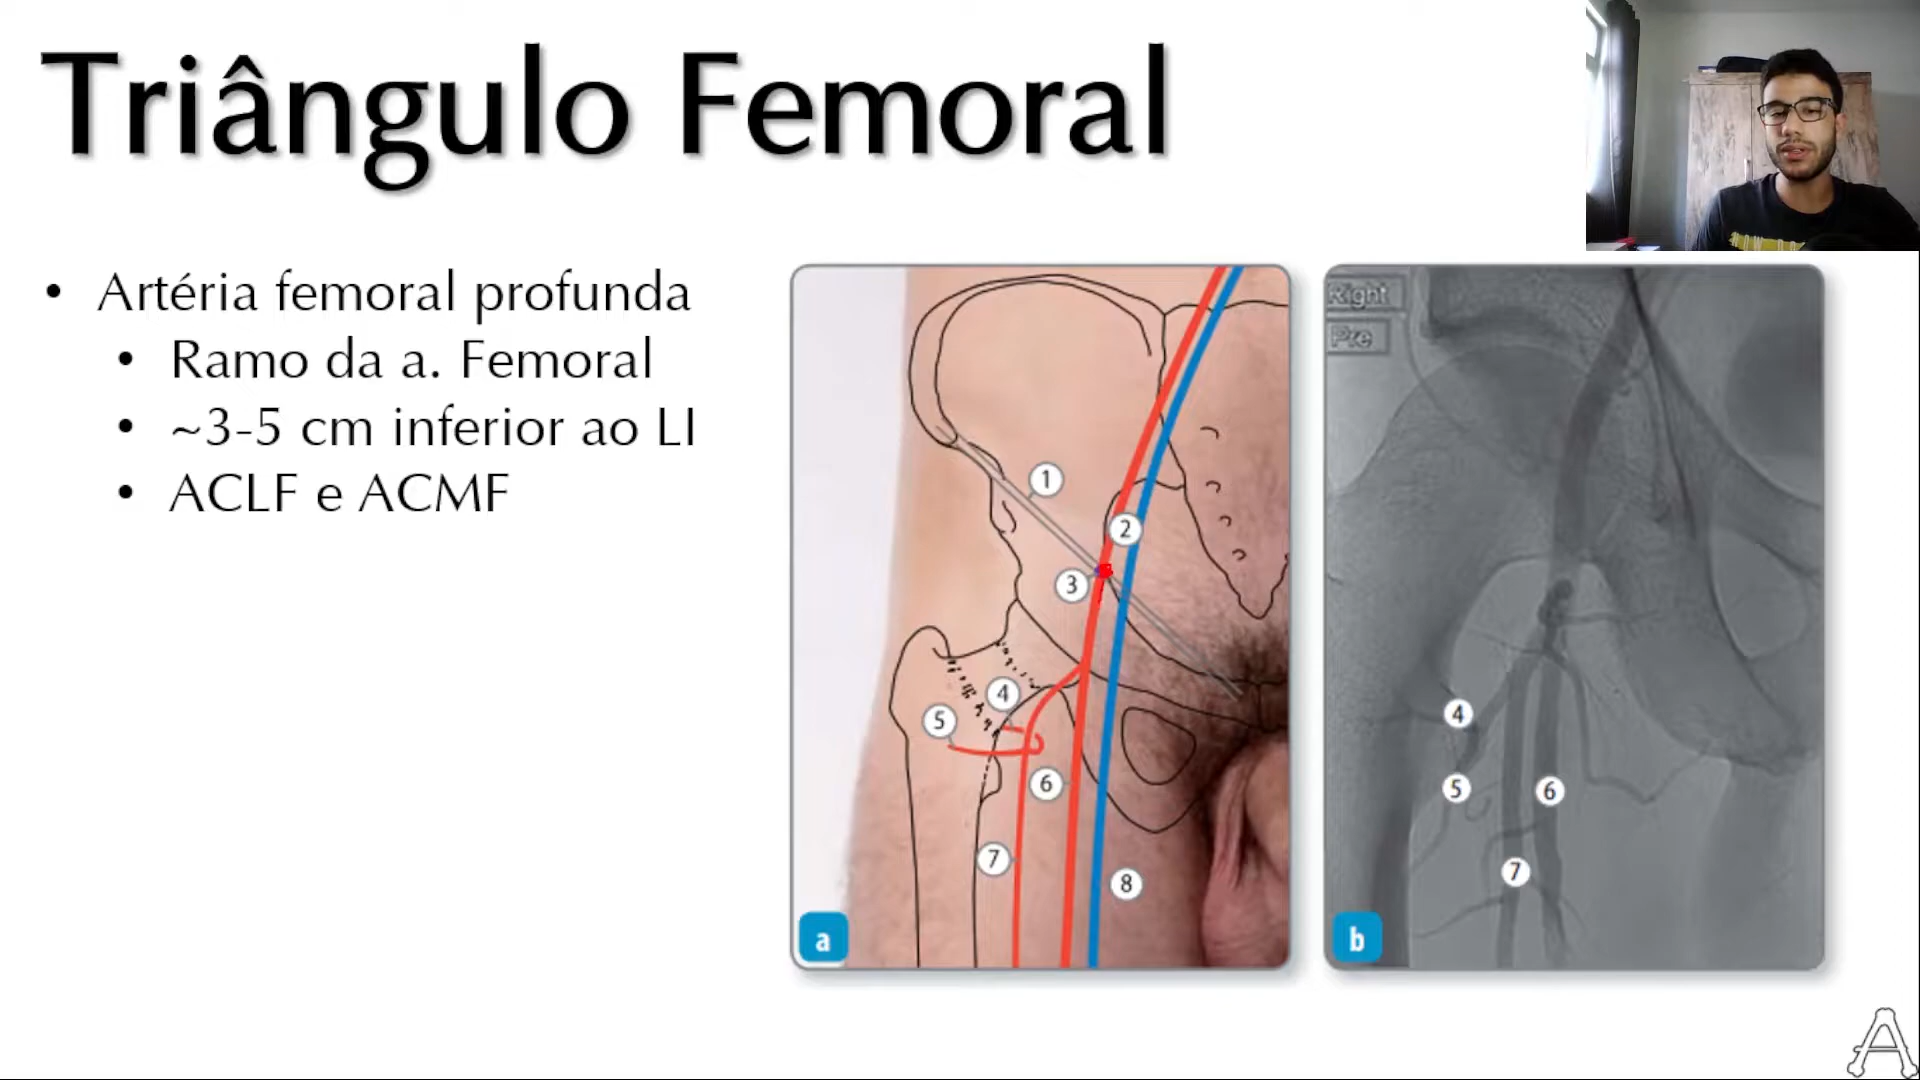 Triângulo Femoral
• Artéria femoral profunda
• Ramo da a. Femoral
• ~3-5 cm inferior ao LI
• ACLF e ACMF
1
2
3
4
5
6
7
8
a
Right
Pre
4
5
6
7
b
A